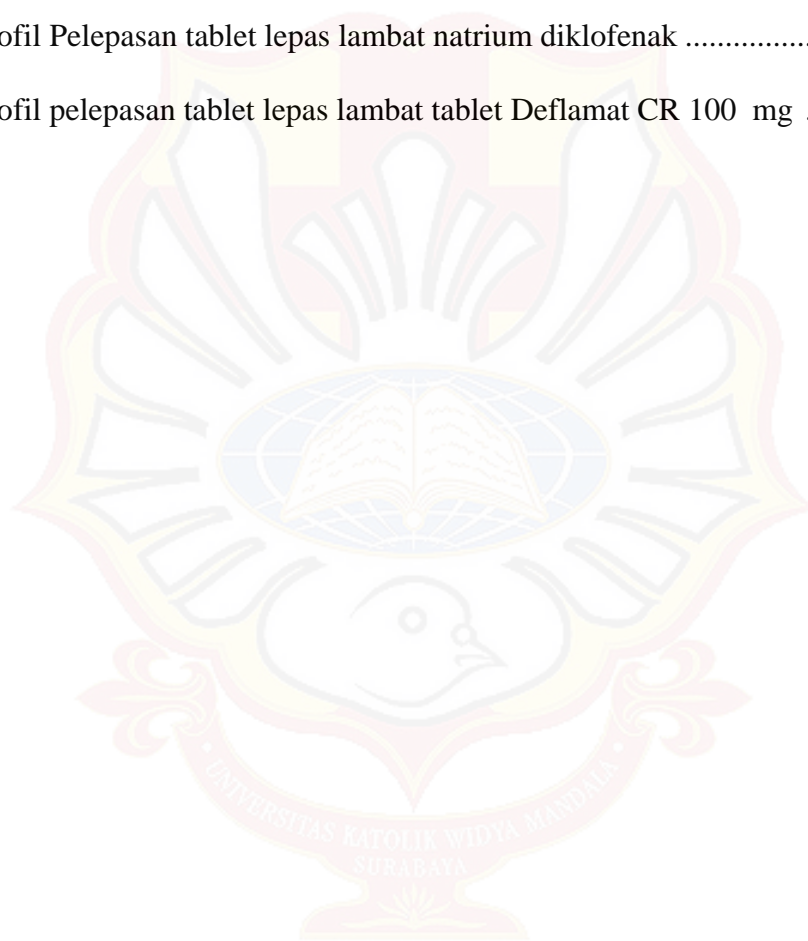 ofil Pelepasan tablet lepas lambat natrium diklofenak ................
ofil pelepasan tablet lepas lambat tablet Deflamat CR 100 mg .
UNIVERSITAS KATOLIK WIDYA MANDALA
SURABAYA